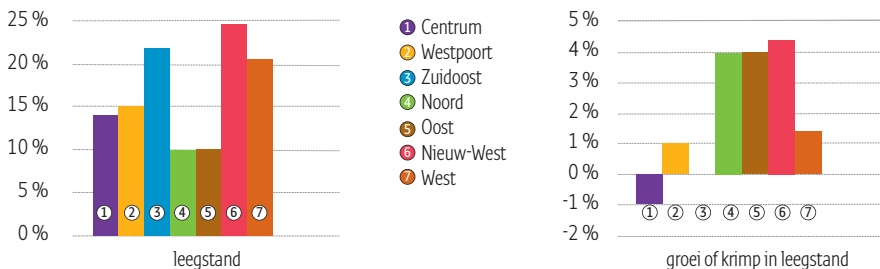 25 %
20 %
15 %
10 %
5 %
0 %
1 2 3 4 5 6 7
leegstand
1 Centrum
2 Westpoort
3 Zuidoost
4 Noord
5 Oost
6 Nieuw-West
7 West
5 %
4 %
3 %
2 %
1 %
0 %
-1 %
-2 %
1 2 3 4 5 6 7
groei of krimp in leegstand